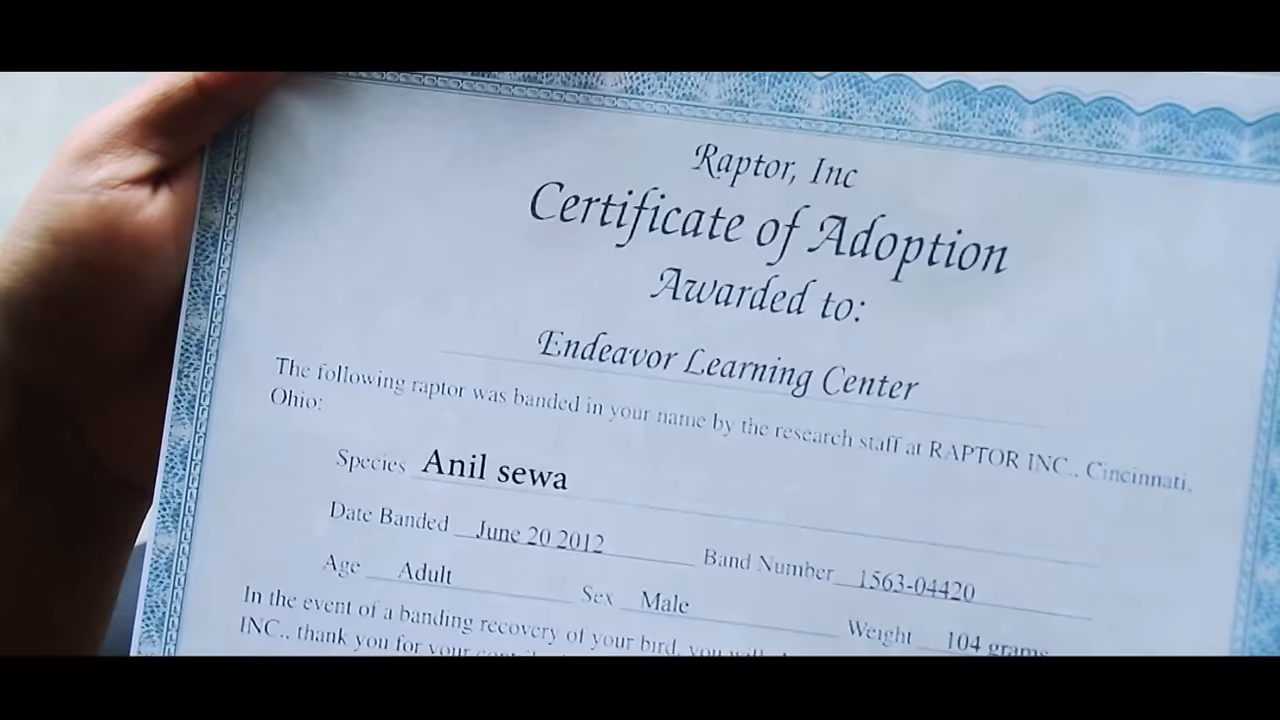 Raptor, Inc
Certificate of Adoption
Awarded to:
Endeavor Learning Center
The following raptor was banded in your name by the research staff at RAPTOR INC., Cincinnati,
Ohio:
Species Anil sewa
Date Banded June 20 2012 Band Number 1563-04420
Age Adult Sex Male Weight 104 grams
In the event of a banding recovery of your bird, you will
INC., thank you for your